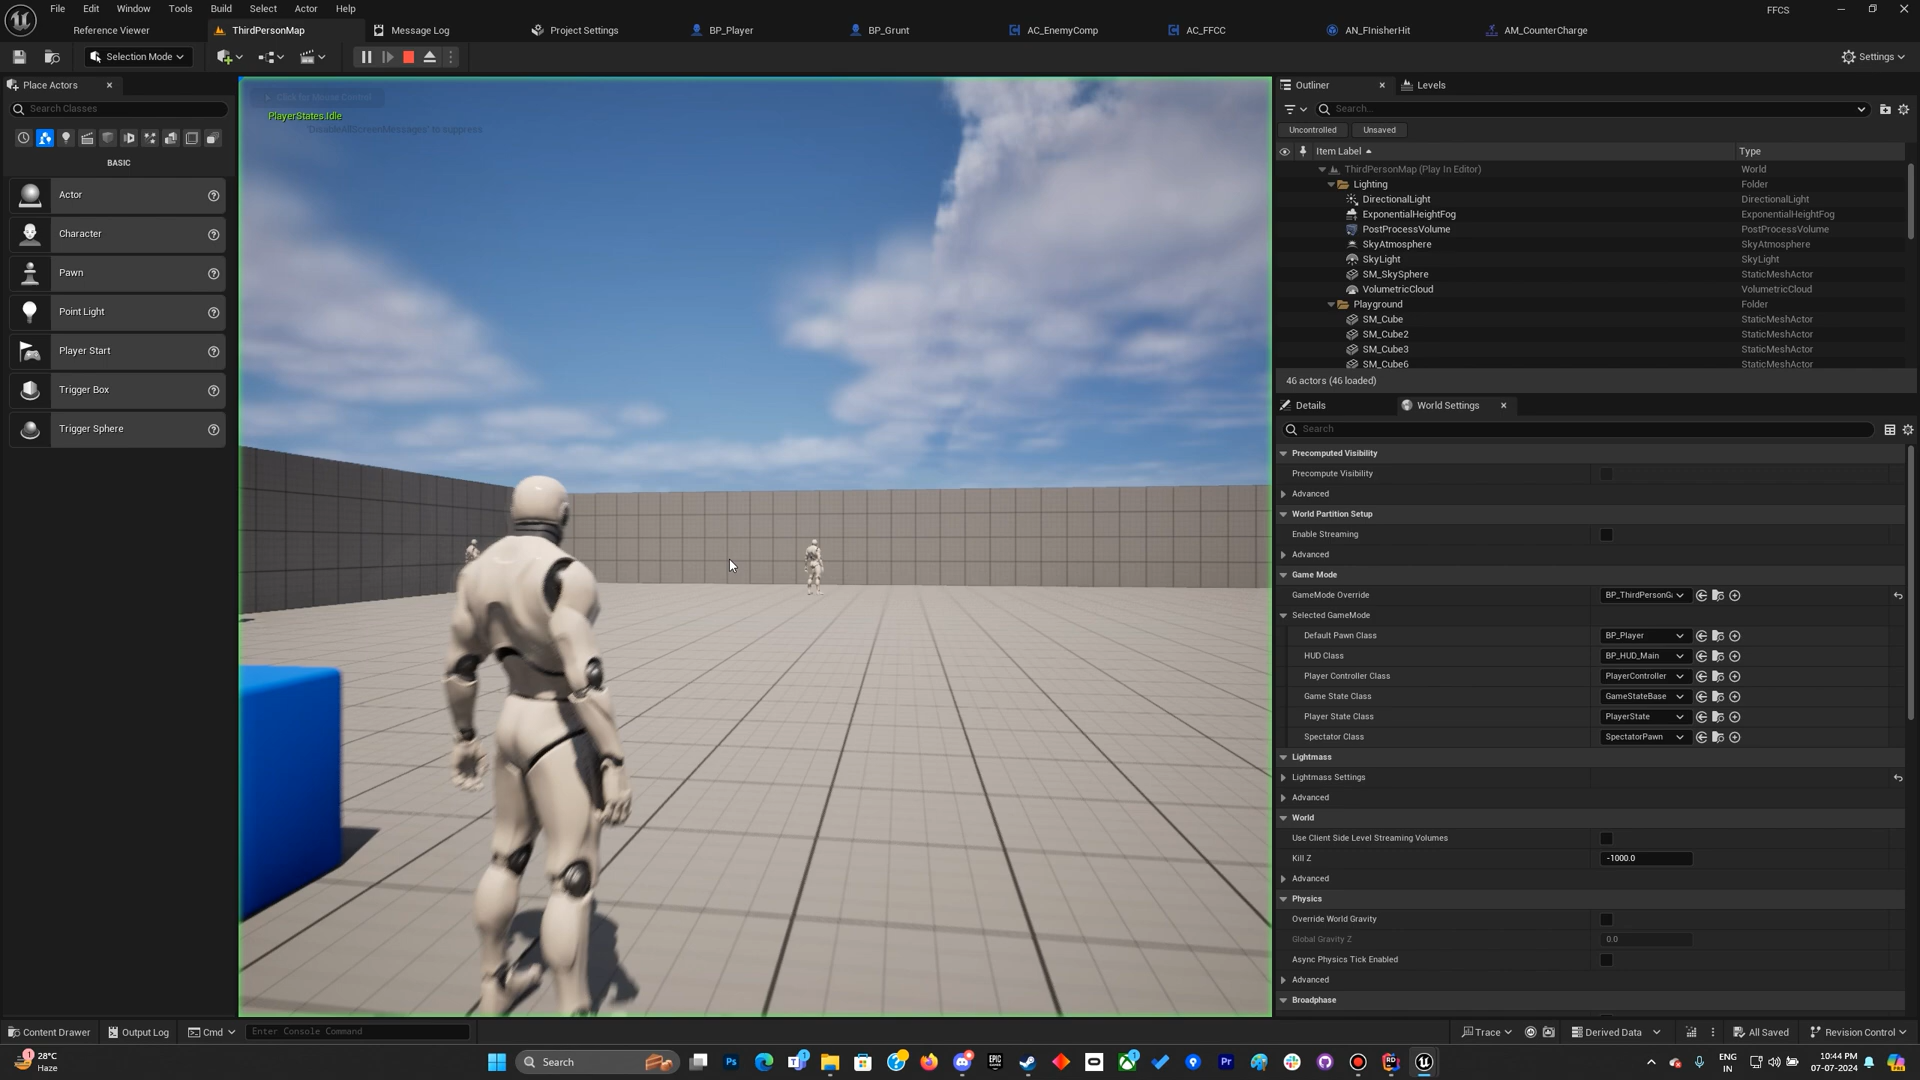 File Edit Window Tools Build Select Actor Help FFCS
Reference Viewer ThirdPersonMap Message Log Project Settings BP_Player BP_Grunt AC_EnemyComp AC_FFCC AN_FInisherHit AM_CounterCharge
Selection Mode Settings
Place Actors
Search Classes
BASIC
Actor
Character
Pawn
Point Light
Player Start
Trigger Box
Trigger Sphere
Click for Mouse Control
PlayerStates.Idle
'DisableAllScreenMessages' to suppress
Outliner Levels
Search...
Uncontrolled Unsaved
Item Label Type
ThirdPersonMap (Play In Editor) World
Lighting Folder
DirectionalLight DirectionalLight
ExponentialHeightFog ExponentialHeightFog
PostProcessVolume PostProcessVolume
SkyAtmosphere SkyAtmosphere
SkyLight SkyLight
SM_SkySphere StaticMeshActor
VolumetricCloud VolumetricCloud
Playground Folder
SM_Cube StaticMeshActor
SM_Cube2 StaticMeshActor
SM_Cube3 StaticMeshActor
SM_Cube6 StaticMeshActor
46 actors (46 loaded)
Details World Settings
Search
Precomputed Visibility
Precompute Visibility
Advanced
World Partition Setup
Enable Streaming
Advanced
Game Mode
GameMode Override BP_ThirdPersonGa
Selected GameMode
Default Pawn Class BP_Player
HUD Class BP_HUD_Main
Player Controller Class PlayerController
Game State Class GameStateBase
Player State Class PlayerState
Spectator Class SpectatorPawn
Lightmass
Lightmass Settings
Advanced
World
Use Client Side Level Streaming Volumes
Kill Z -1000.0
Advanced
Physics
Override World Gravity
Global Gravity Z 0.0
Async Physics Tick Enabled
Advanced
Broadphase
Content Drawer Output Log Cmd Enter Console Command Trace Derived Data All Saved Revision Control
28°C
Haze
Search
ENG
IN
10:44 PM
07-07-2024